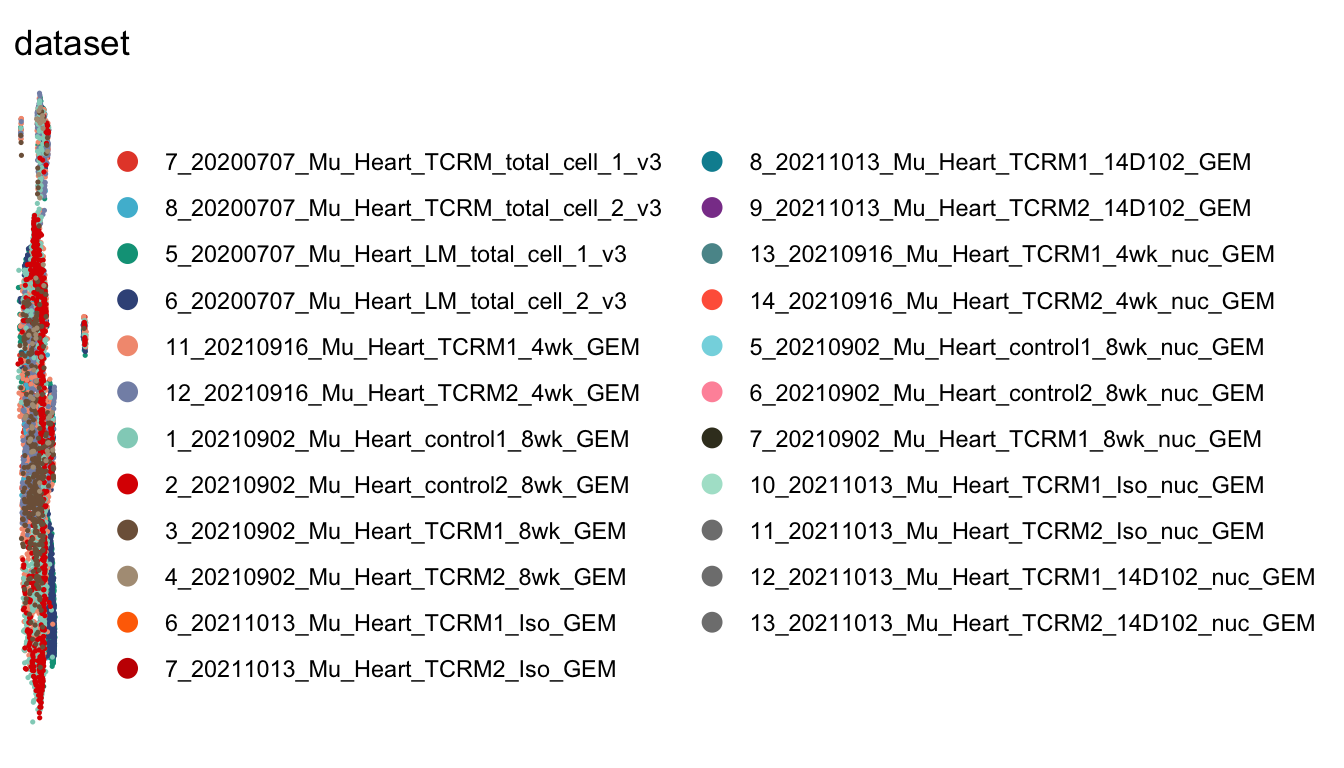 dataset
7_20200707_Mu_Heart_TCRM_total_cell_1_v3
8_20200707_Mu_Heart_TCRM_total_cell_2_v3
5_20200707_Mu_Heart_LM_total_cell_1_v3
6_20200707_Mu_Heart_LM_total_cell_2_v3
11_20210916_Mu_Heart_TCRM1_4wk_GEM
12_20210916_Mu_Heart_TCRM2_4wk_GEM
1_20210902_Mu_Heart_control1_8wk_GEM
2_20210902_Mu_Heart_control2_8wk_GEM
3_20210902_Mu_Heart_TCRM1_8wk_GEM
4_20210902_Mu_Heart_TCRM2_8wk_GEM
6_20211013_Mu_Heart_TCRM1_Iso_GEM
7_20211013_Mu_Heart_TCRM2_Iso_GEM
8_20211013_Mu_Heart_TCRM1_14D102_GEM
9_20211013_Mu_Heart_TCRM2_14D102_GEM
13_20210916_Mu_Heart_TCRM1_4wk_nuc_GEM
14_20210916_Mu_Heart_TCRM2_4wk_nuc_GEM
5_20210902_Mu_Heart_control1_8wk_nuc_GEM
6_20210902_Mu_Heart_control2_8wk_nuc_GEM
7_20210902_Mu_Heart_TCRM1_8wk_nuc_GEM
10_20211013_Mu_Heart_TCRM1_Iso_nuc_GEM
11_20211013_Mu_Heart_TCRM2_Iso_nuc_GEM
12_20211013_Mu_Heart_TCRM1_14D102_nuc_GEM
13_20211013_Mu_Heart_TCRM2_14D102_nuc_GEM